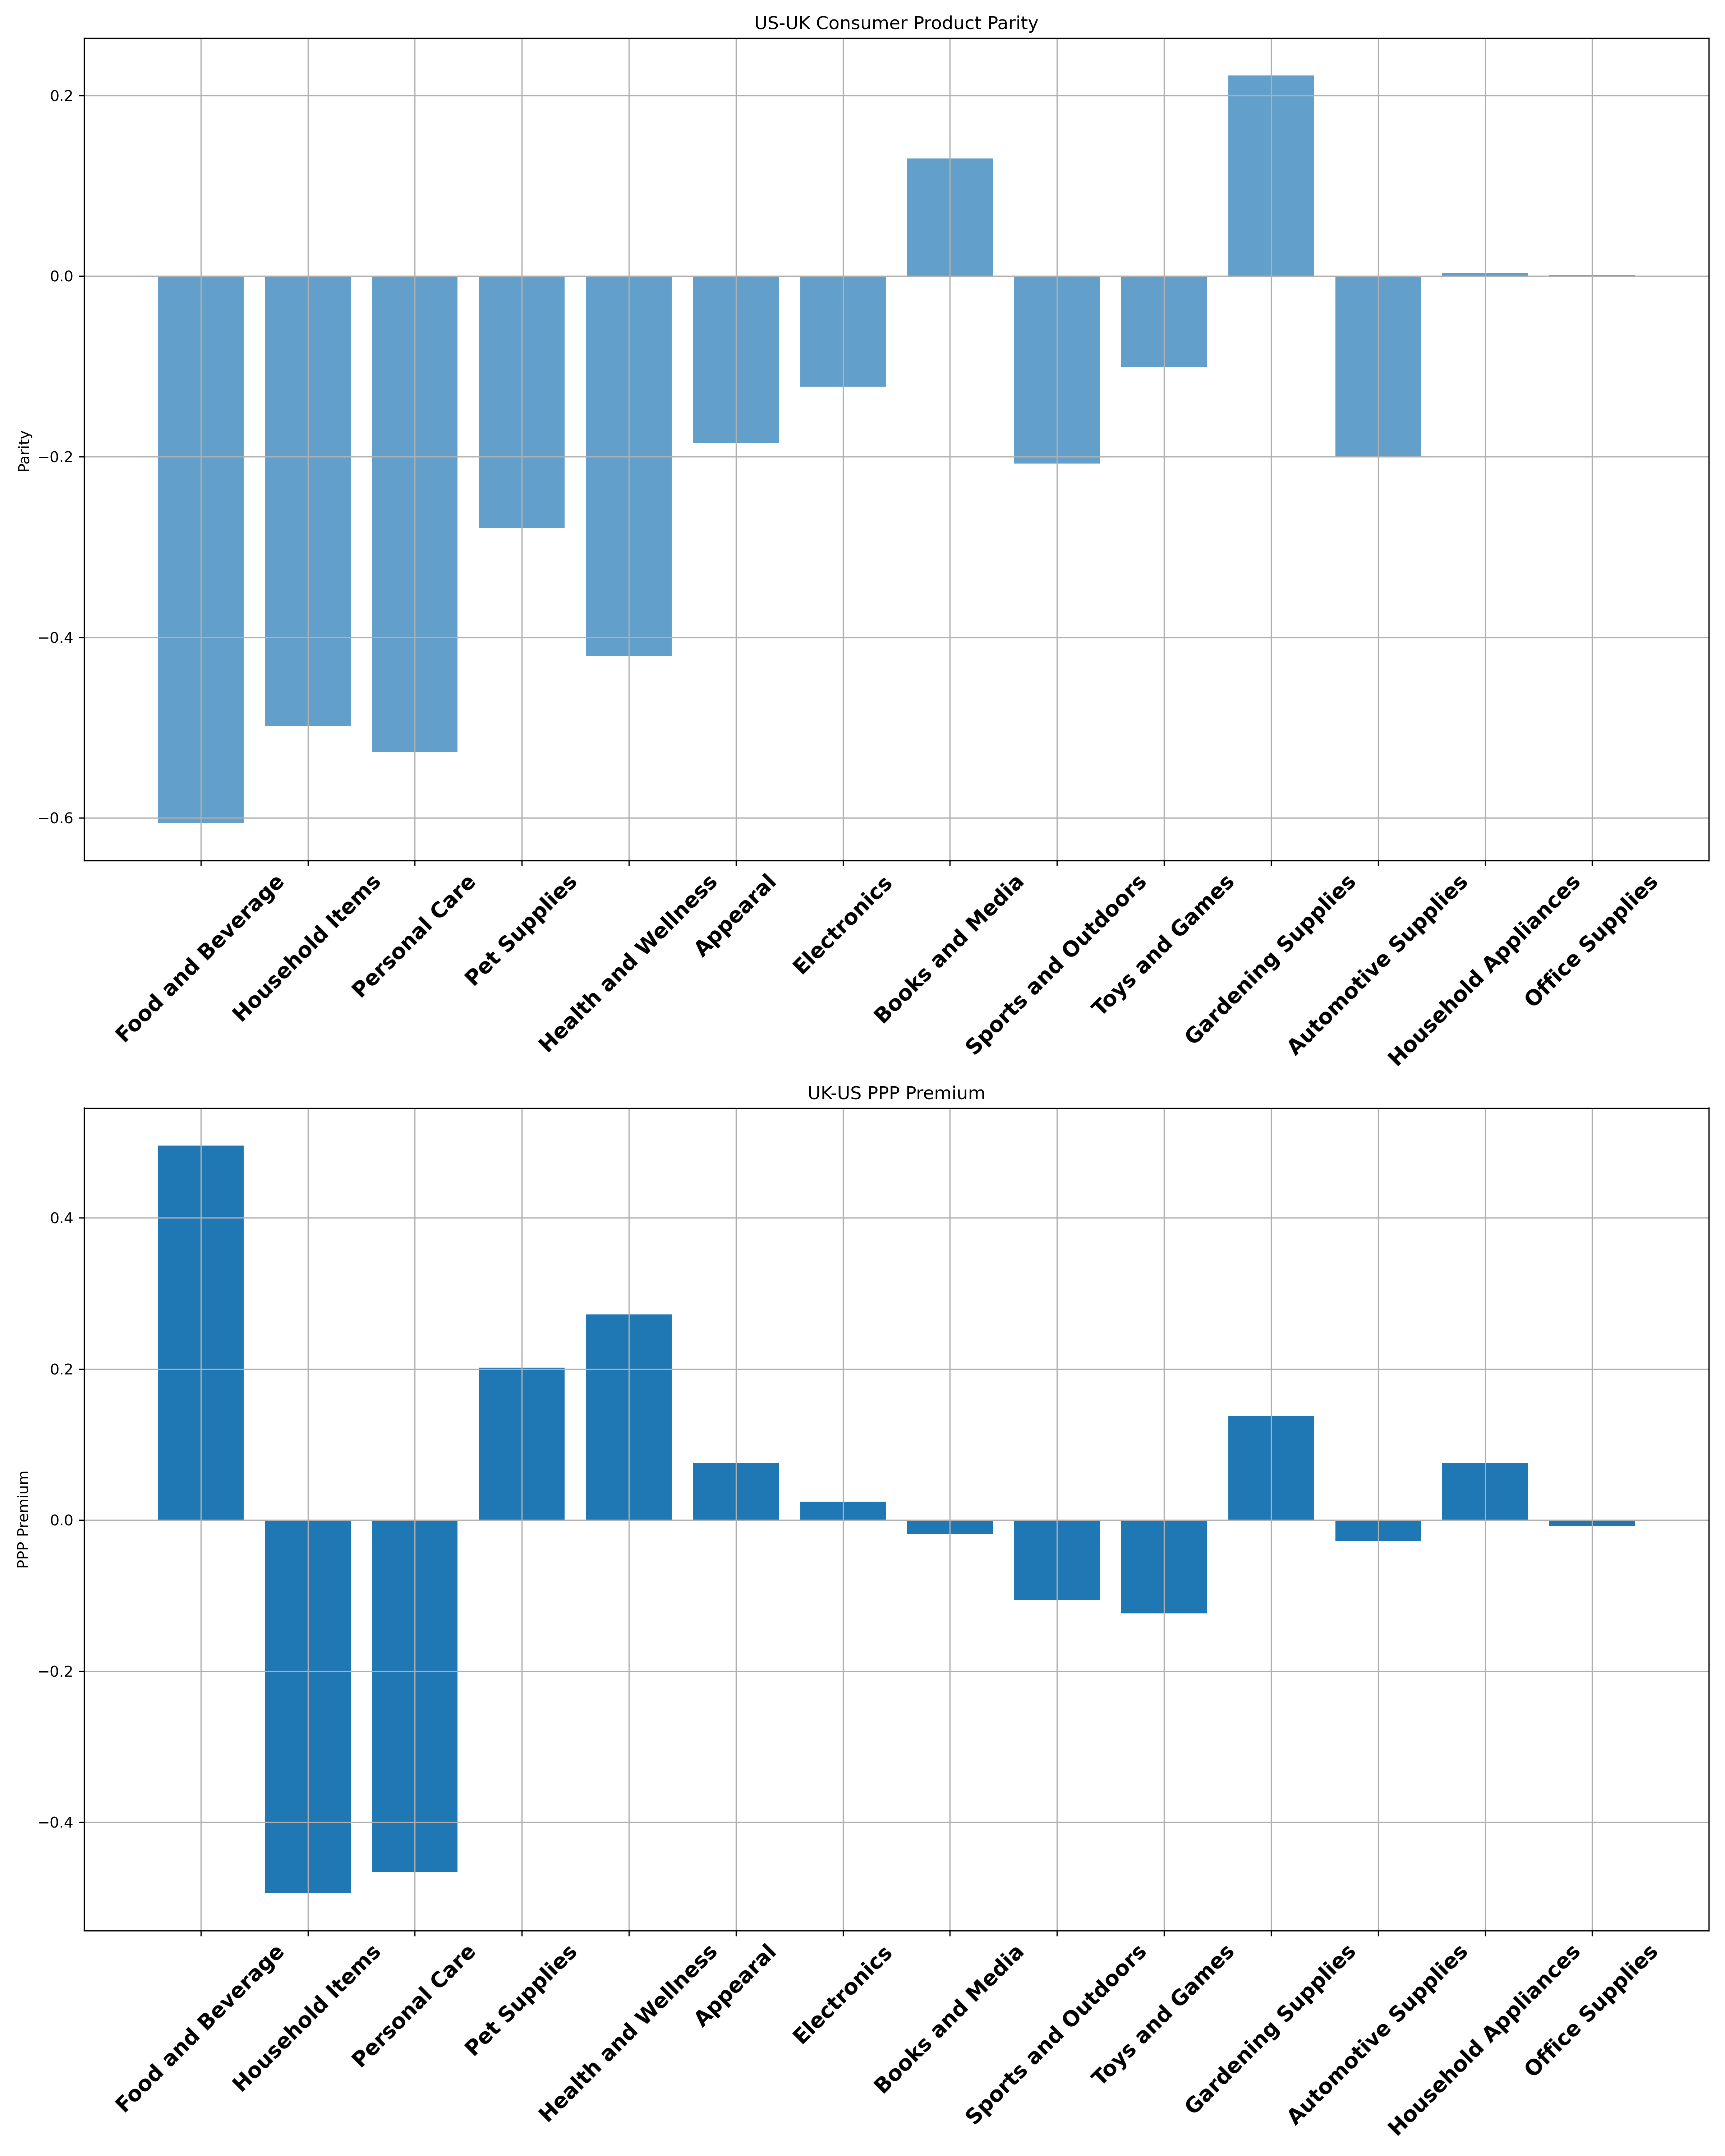 US-UK Consumer Product Parity
0.2
0.0
−0.2
−0.4
−0.6
Parity
Food and Beverage
Household Items
Personal Care
Pet Supplies
Health and Wellness
Appearal
Electronics
Books and Media
Sports and Outdoors
Toys and Games
Gardening Supplies
Automotive Supplies
Household Appliances
Office Supplies
UK-US PPP Premium
0.4
0.2
0.0
−0.2
−0.4
PPP Premium
Food and Beverage
Household Items
Personal Care
Pet Supplies
Health and Wellness
Appearal
Electronics
Books and Media
Sports and Outdoors
Toys and Games
Gardening Supplies
Automotive Supplies
Household Appliances
Office Supplies